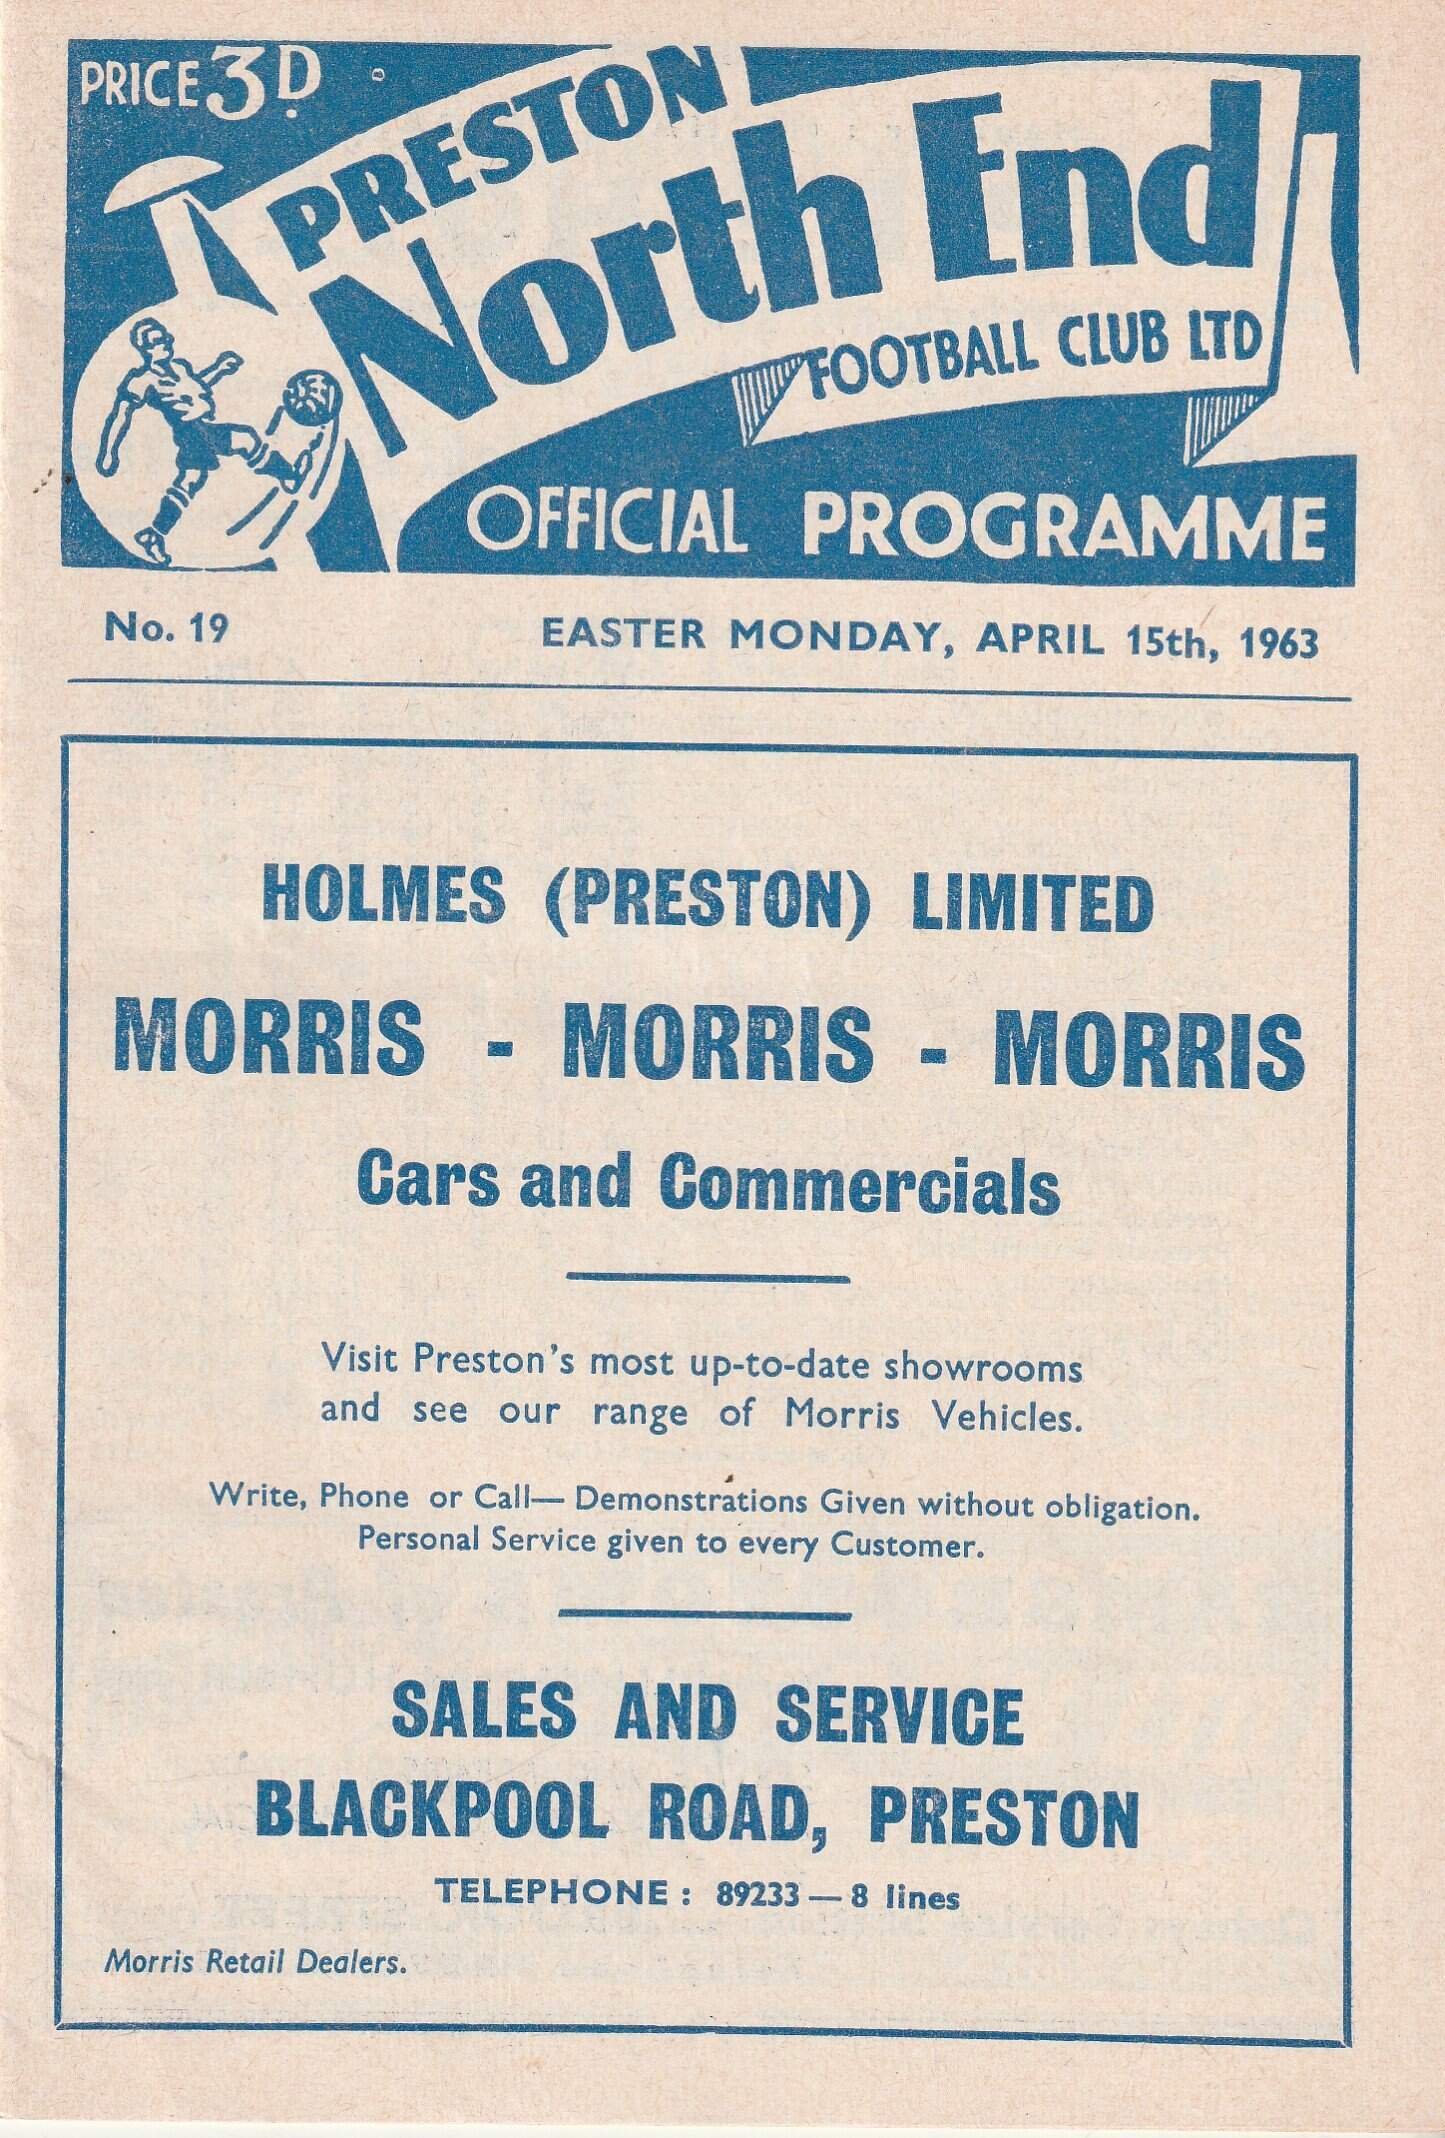 PRICE 3D.
PRESTON
North End
FOOTBALL CLUB LTD
OFFICIAL PROGRAMME
No. 19 EASTER MONDAY, APRIL 15th, 1963
HOLMES (PRESTON) LIMITED
MORRIS - MORRIS - MORRIS
Cars and Commercials
Visit Preston's most up-to-date showrooms
and see our range of Morris Vehicles.
Write, Phone or Call— Demonstrations Given without obligation.
Personal Service given to every Customer.
SALES AND SERVICE
BLACKPOOL ROAD, PRESTON
TELEPHONE : 89233 — 8 lines
Morris Retail Dealers.